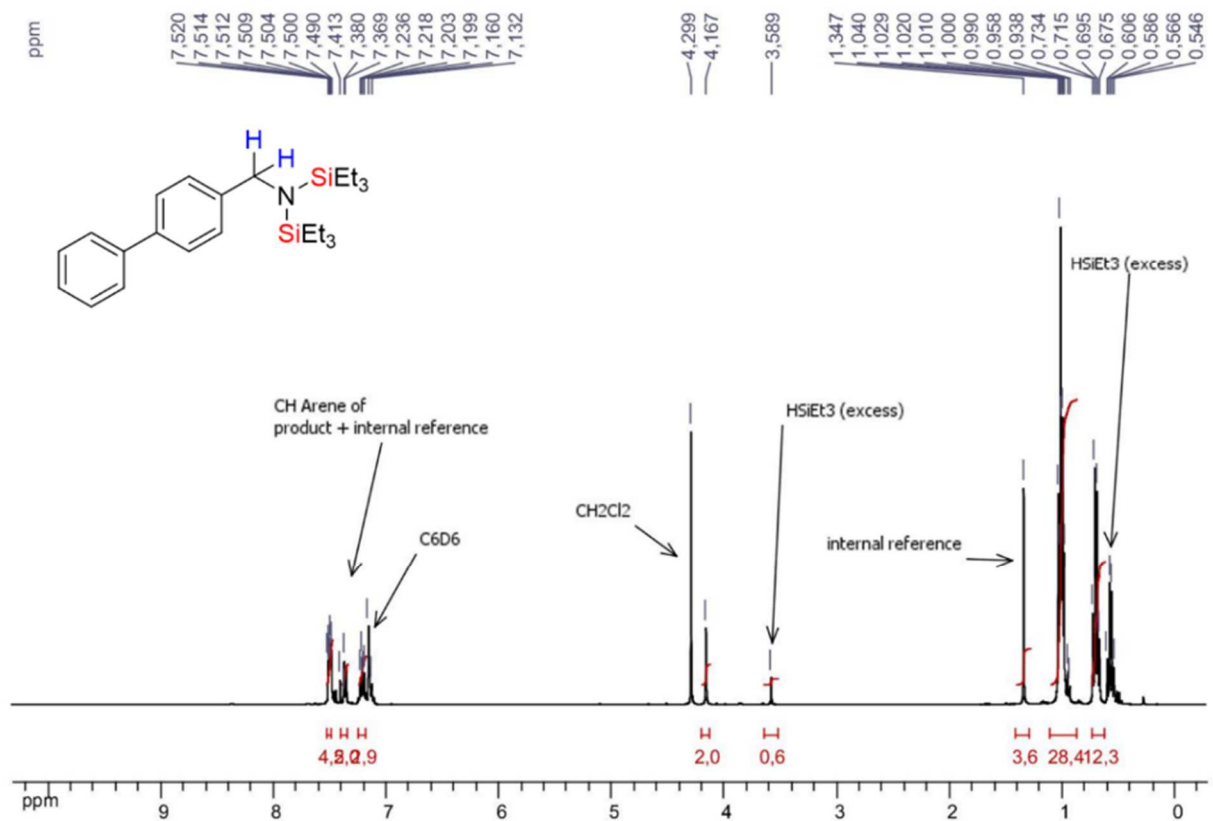 ppm
7,520
7,514
7,512
7,509
7,504
7,500
7,490
7,413
7,380
7,369
7,236
7,218
7,203
7,199
7,160
7,132
4,299
4,167
3,589
1,347
1,040
1,029
1,020
1,010
1,000
0,990
0,958
0,938
0,734
0,715
0,695
0,675
0,606
0,586
0,566
0,546
H
H
SiEt3
N
SiEt3
HSiEt3 (excess)
CH Arene of
product + internal reference
HSiEt3 (excess)
C6D6
CH2Cl2
internal reference
2,9 2,0 0,6 3,6 28,4 12,3
ppm 9 8 7 6 5 4 3 2 1 0